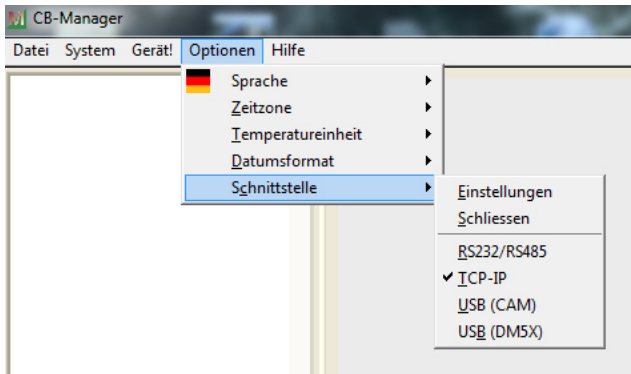 CB-Manager
Datei System Gerät! Optionen Hilfe
Sprache
Zeitzone
Temperatureinheit
Datumsformat
Schnittstelle
Einstellungen
Schliessen
RS232/RS485
TCP-IP
USB (CAM)
USB (DM5X)